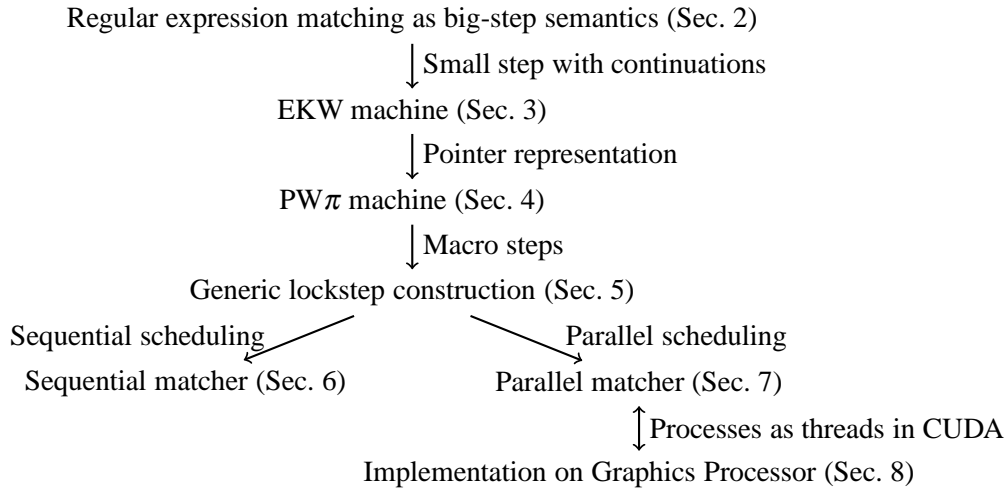 Regular expression matching as big-step semantics (Sec. 2)
Small step with continuations
EKW machine (Sec. 3)
Pointer representation
PWπ machine (Sec. 4)
Macro steps
Generic lockstep construction (Sec. 5)
Sequential scheduling
Parallel scheduling
Sequential matcher (Sec. 6)
Parallel matcher (Sec. 7)
Processes as threads in CUDA
Implementation on Graphics Processor (Sec. 8)